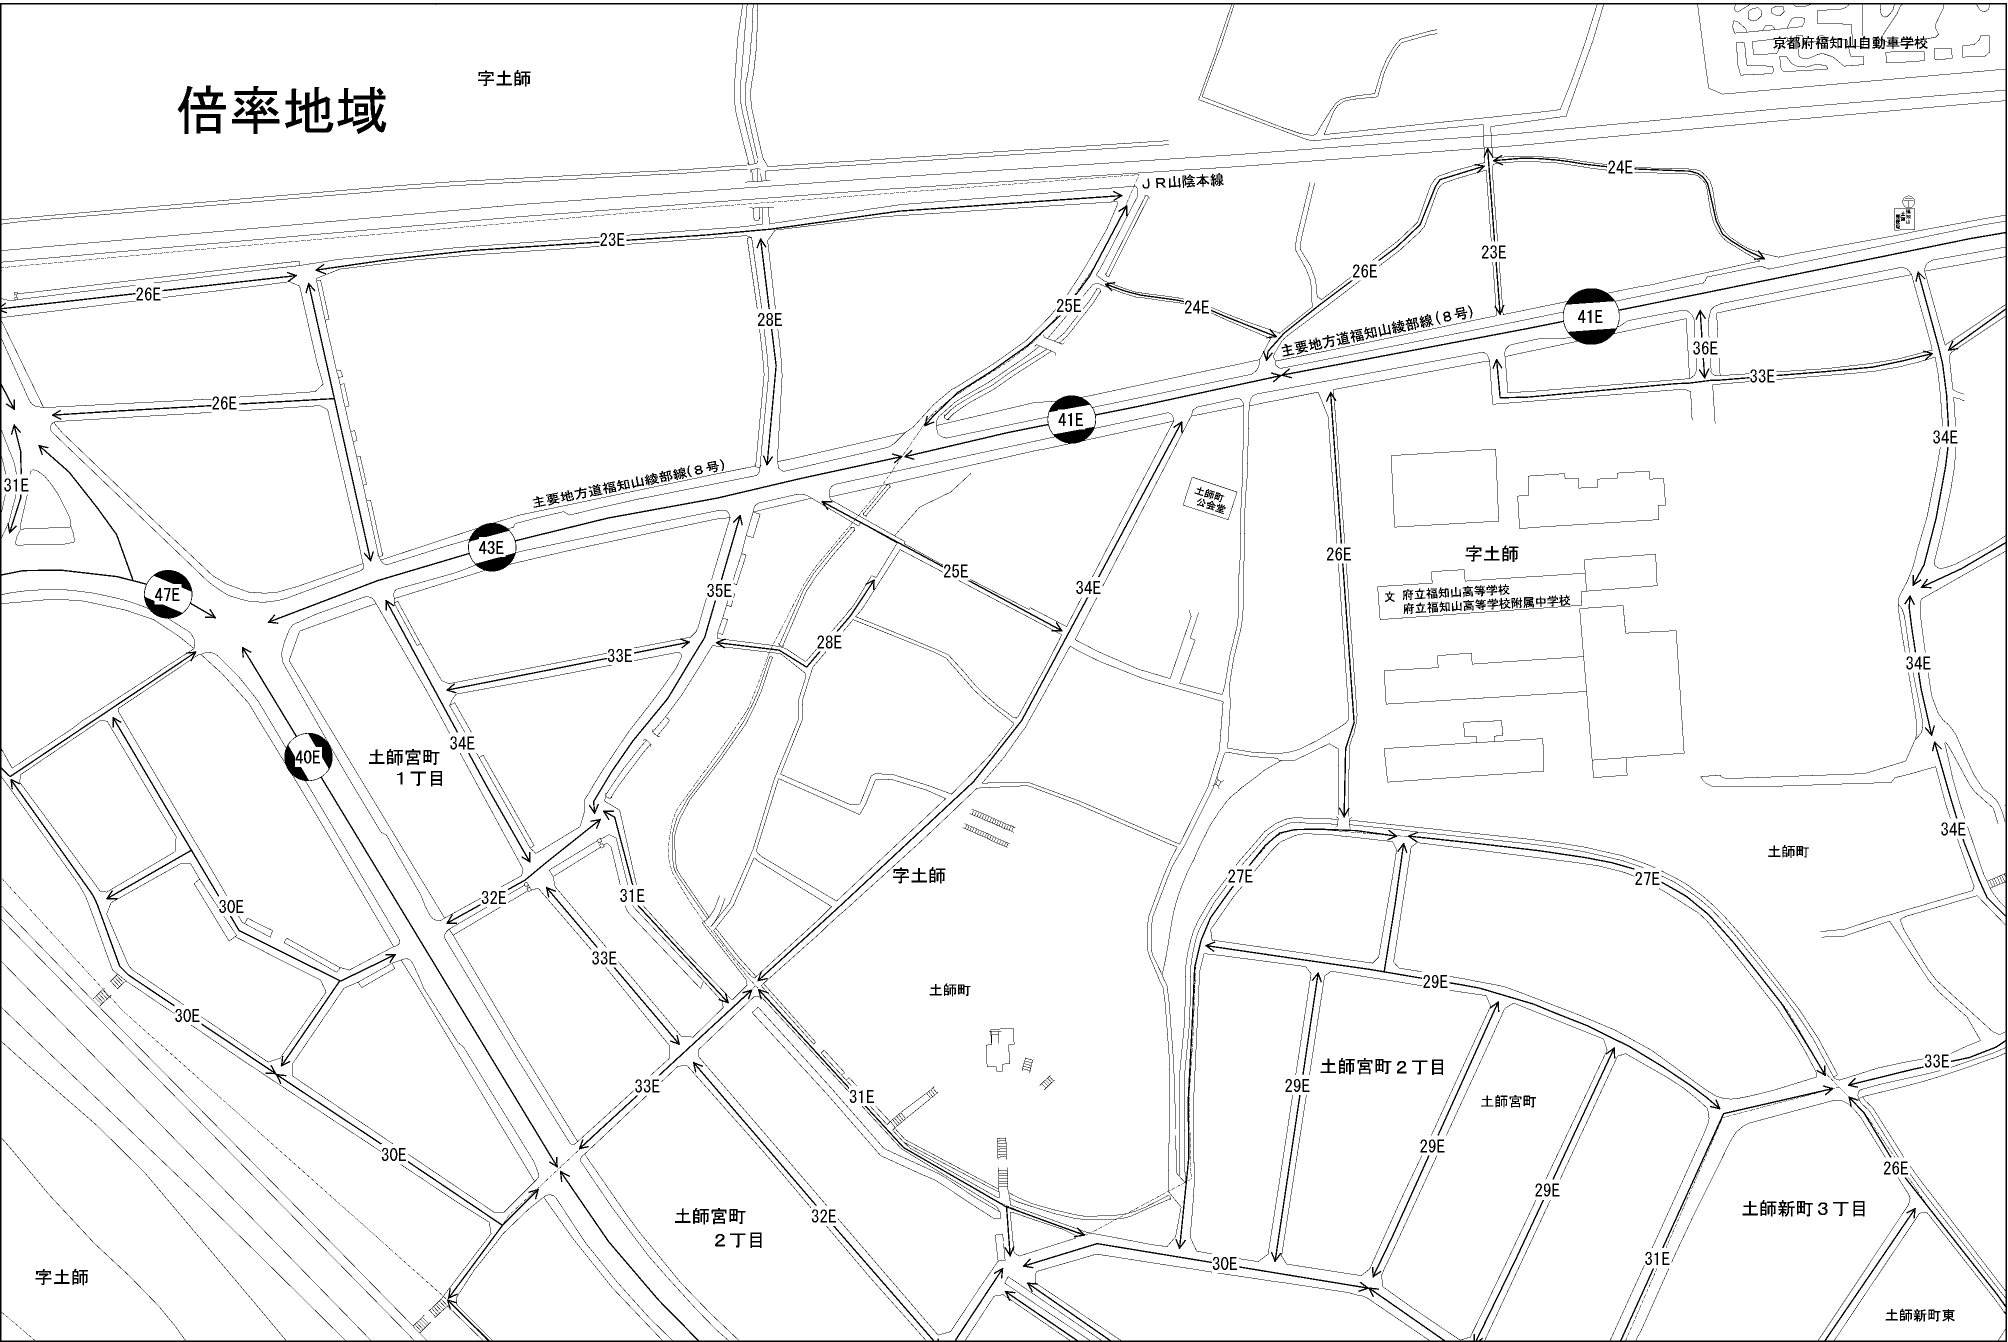 京都府福知山自動車学校
字土師
倍率地域
24E
JR山陰本線
23E
23E
26E
26E
28E
25E
24E
41E
主要地方道福知山綾部線(8号)
36E
33E
26E
41E
34E
主要地方道福知山綾部線(8号)
31E
土師町
公会堂
43E
26E
字土師
25E
47E
35E
34E
文 府立福知山高等学校
府立福知山高等学校附属中学校
28E
33E
34E
34E
40E
土師宮町
1丁目
34E
土師町
27E
27E
字土師
32E
31E
30E
33E
29E
土師町
30E
33E
29E
土師宮町2丁目
31E
土師宮町
33E
30E
29E
29E
26E
32E
土師宮町
2丁目
土師新町3丁目
30E
31E
字土師
土師新町東